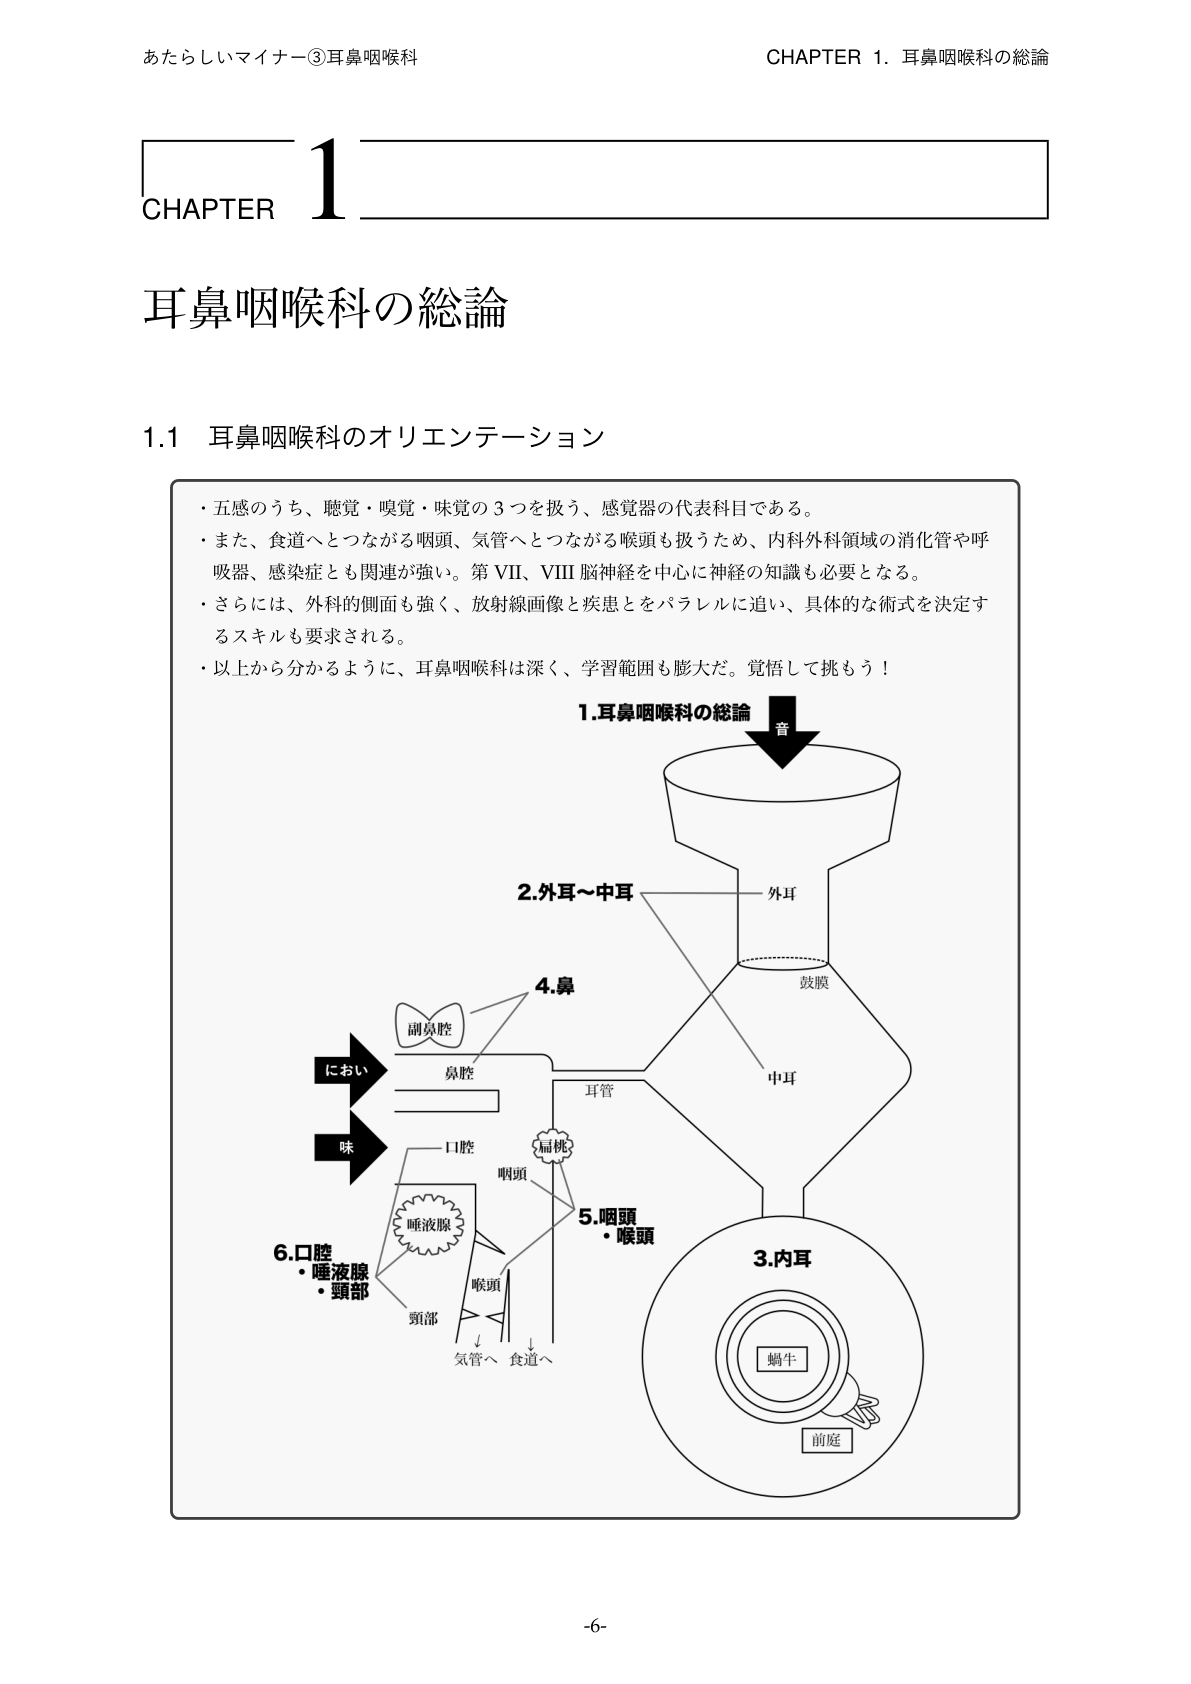 あたらしいマイナー③耳鼻咽喉科
CHAPTER 1. 耳鼻咽喉科の総論
CHAPTER 1
耳鼻咽喉科の総論
1.1 耳鼻咽喉科のオリエンテーション
・五感のうち、聴覚・嗅覚・味覚の 3 つを扱う、感覚器の代表科目である。
・また、食道へとつながる咽頭、気管へとつながる喉頭も扱うため、内科外科領域の消化管や呼
吸器、感染症とも関連が強い。第 VII、VIII 脳神経を中心に神経の知識も必要となる。
・さらには、外科的側面も強く、放射線画像と疾患とをパラレルに追い、具体的な術式を決定す
るスキルも要求される。
・以上から分かるように、耳鼻咽喉科は深く、学習範囲も膨大だ。覚悟して挑もう！
1.耳鼻咽喉科の総論
音
2.外耳〜中耳
外耳
鼓膜
4.鼻
副鼻腔
におい
鼻腔
中耳
耳管
味
口腔
扁桃
咽頭
唾液腺
5.咽頭
・喉頭
6.口腔
・唾液腺
・頸部
3.内耳
喉頭
頸部
↓
↓
気管へ
食道へ
蝸牛
前庭
-6-